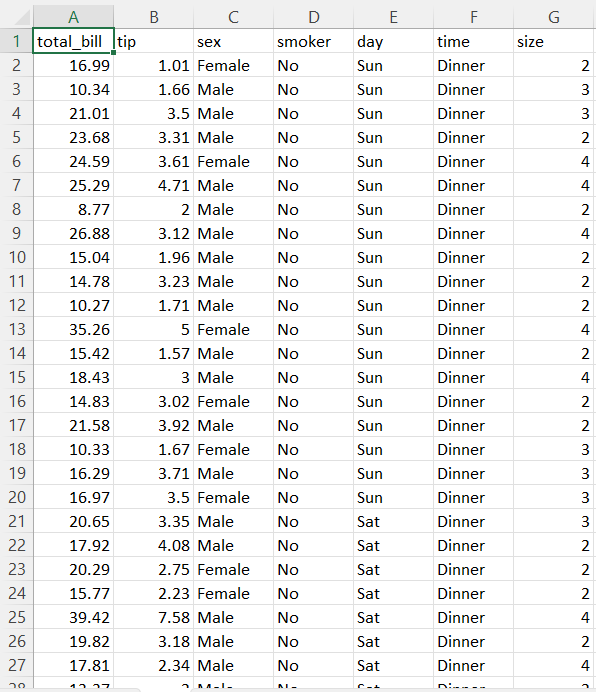 A B C D E F G
1 total_bill tip sex smoker day time size
2 16.99 1.01 Female No Sun Dinner 2
3 10.34 1.66 Male No Sun Dinner 3
4 21.01 3.5 Male No Sun Dinner 3
5 23.68 3.31 Male No Sun Dinner 2
6 24.59 3.61 Female No Sun Dinner 4
7 25.29 4.71 Male No Sun Dinner 4
8 8.77 2 Male No Sun Dinner 2
9 26.88 3.12 Male No Sun Dinner 4
10 15.04 1.96 Male No Sun Dinner 2
11 14.78 3.23 Male No Sun Dinner 2
12 10.27 1.71 Male No Sun Dinner 2
13 35.26 5 Female No Sun Dinner 4
14 15.42 1.57 Male No Sun Dinner 2
15 18.43 3 Male No Sun Dinner 4
16 14.83 3.02 Female No Sun Dinner 2
17 21.58 3.92 Male No Sun Dinner 2
18 10.33 1.67 Female No Sun Dinner 3
19 16.29 3.71 Male No Sun Dinner 3
20 16.97 3.5 Female No Sun Dinner 3
21 20.65 3.35 Male No Sat Dinner 3
22 17.92 4.08 Male No Sat Dinner 2
23 20.29 2.75 Female No Sat Dinner 2
24 15.77 2.23 Female No Sat Dinner 2
25 39.42 7.58 Male No Sat Dinner 4
26 19.82 3.18 Male No Sat Dinner 2
27 17.81 2.34 Male No Sat Dinner 4